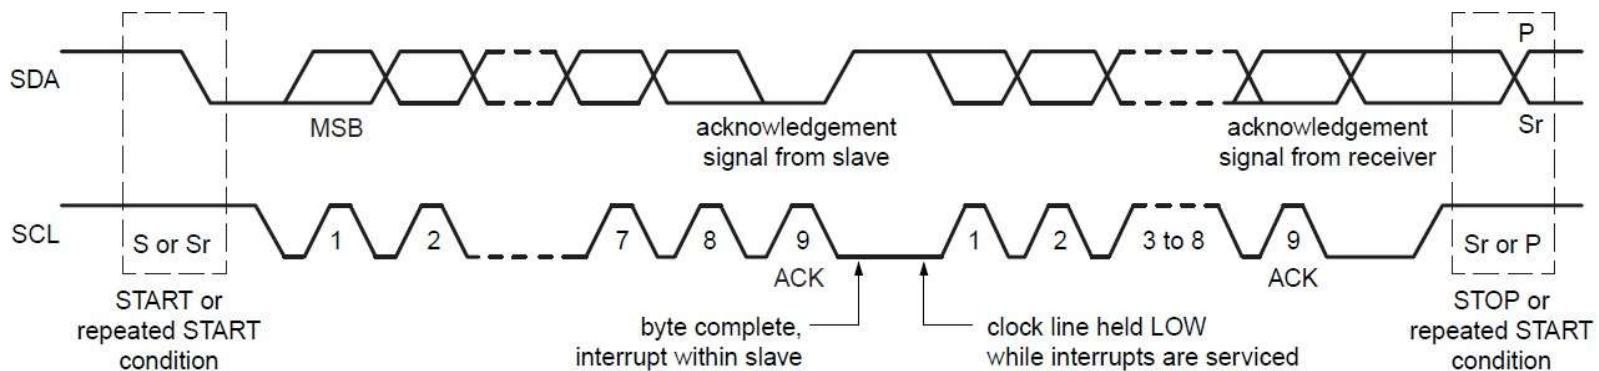 P
SDA
MSB
acknowledgement
signal from slave
acknowledgement
signal from receiver
Sr
SCL
S or Sr
1
2
7
8
9
1
2
3 to 8
9
Sr or P
ACK
ACK
START or
repeated START
condition
byte complete,
interrupt within slave
clock line held LOW
while interrupts are serviced
STOP or
repeated START
condition